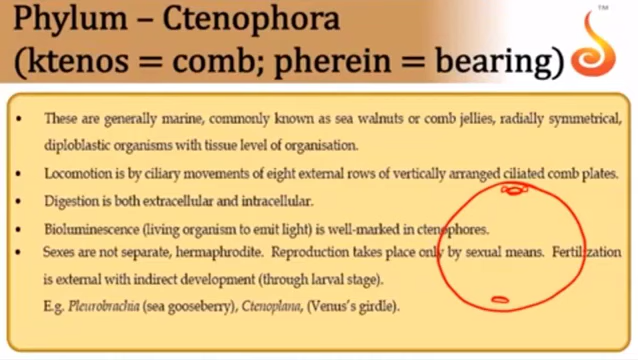 Phylum – Ctenophora
(ktenos = comb; pherein = bearing)
TM
• These are generally marine, commonly known as sea walnuts or comb jellies, radially symmetrical,
diploblastic organisms with tissue level of organisation.
• Locomotion is by ciliary movements of eight external rows of vertically arranged ciliated comb plates.
• Digestion is both extracellular and intracellular.
• Bioluminescence (living organism to emit light) is well-marked in ctenophores.
• Sexes are not separate, hermaphrodite. Reproduction takes place only by sexual means. Fertilization
is external with indirect development (through larval stage).
E.g. Pleurobrachia (sea gooseberry), Ctenoplana, (Venus's girdle).